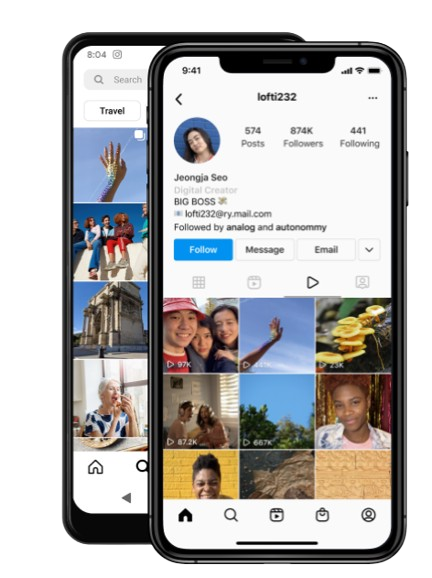 8:04
Search
Travel
9:41
lofti232
574 874K 441
Posts Followers Following
Jeongja Seo
Digital Creator
BIG BOSS
lofti232@ry.mail.com
Followed by analog and autonommy
Follow Message Email
97K 23K
87.2K 667K